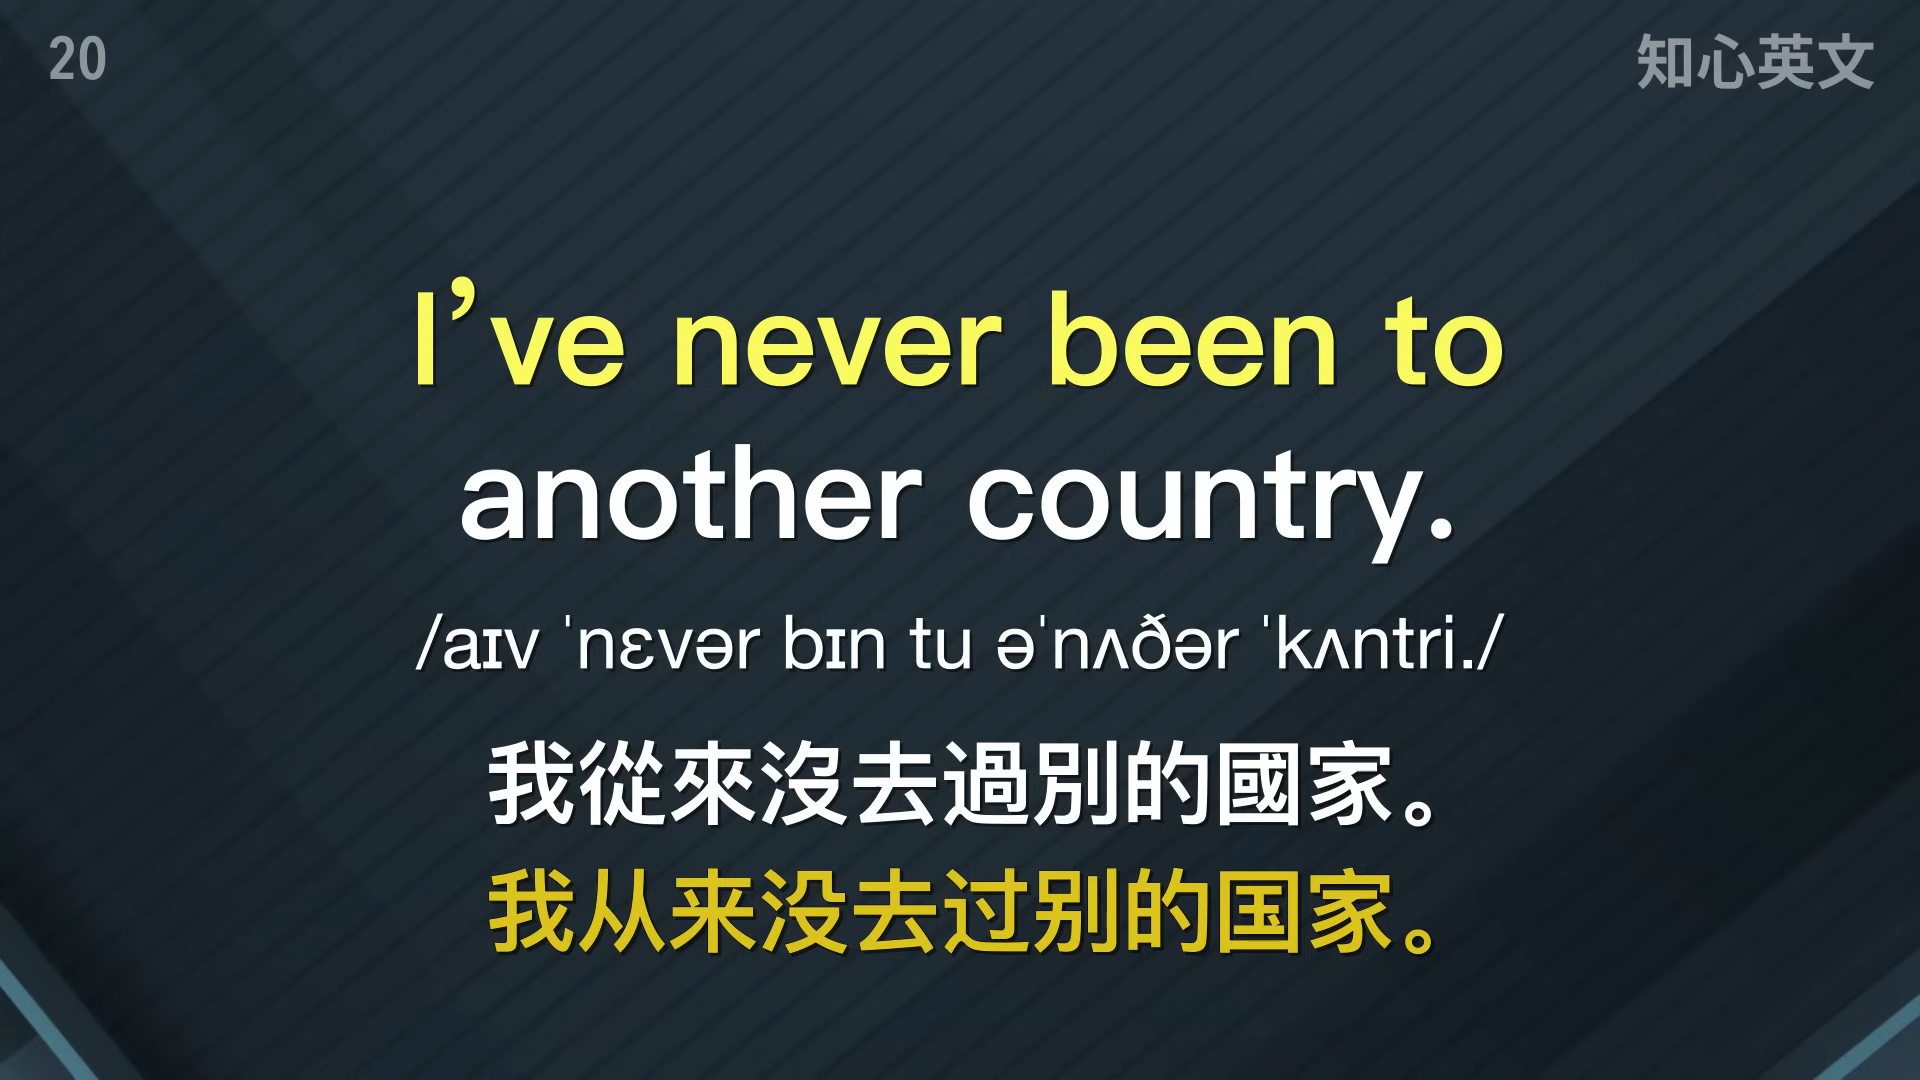 20
知心英文
I’ve never been to
another country.
/aɪv ˈnɛvər bɪn tu əˈnʌðər ˈkʌntri./
我從來沒去過別的國家。
我从来没去过别的国家。